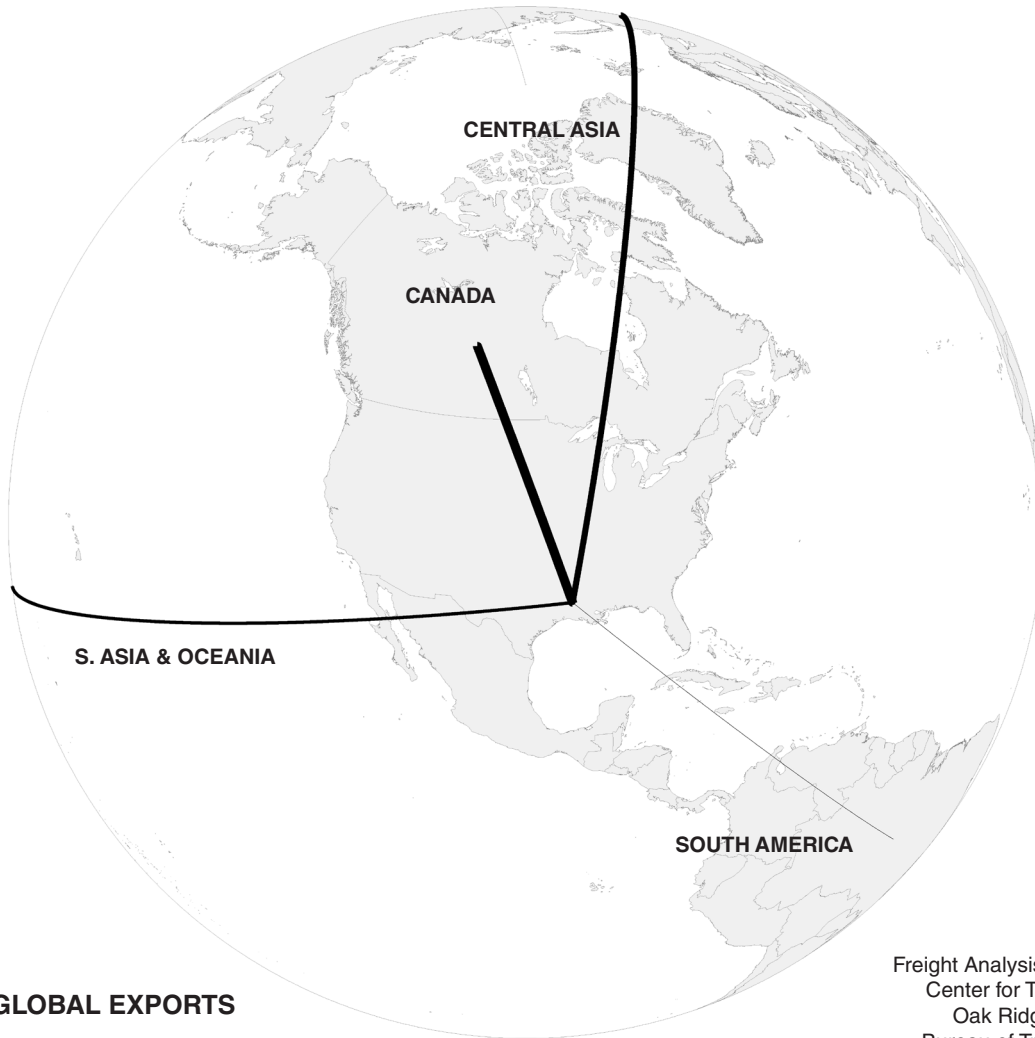 CENTRAL ASIA
CANADA
S. ASIA & OCEANIA
SOUTH AMERICA
GLOBAL EXPORTS
Freight Analysis
Center for T
Oak Ridg